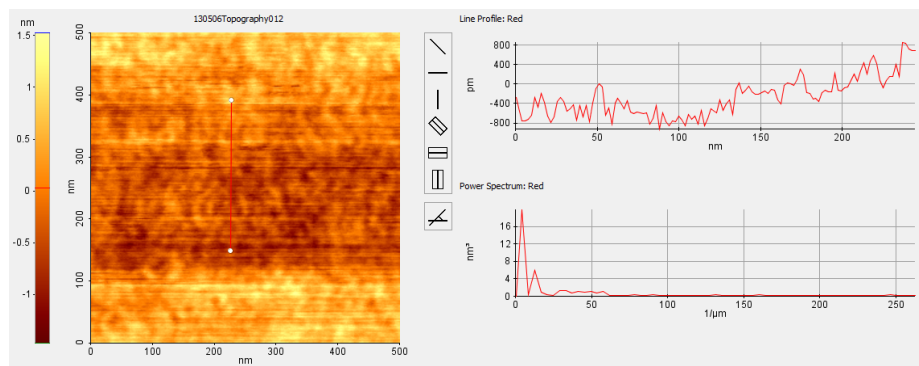 130506Topography012
nm
1.5
1
0.5
0
-0.5
-1
nm
500
400
300
200
100
0
0 100 200 300 400 500
nm
Line Profile: Red
pm
800
400
0
-400
-800
0 50 100 150 200
nm
Power Spectrum: Red
nm³
16
12
8
4
0
0 50 100 150 200 250
1/µm